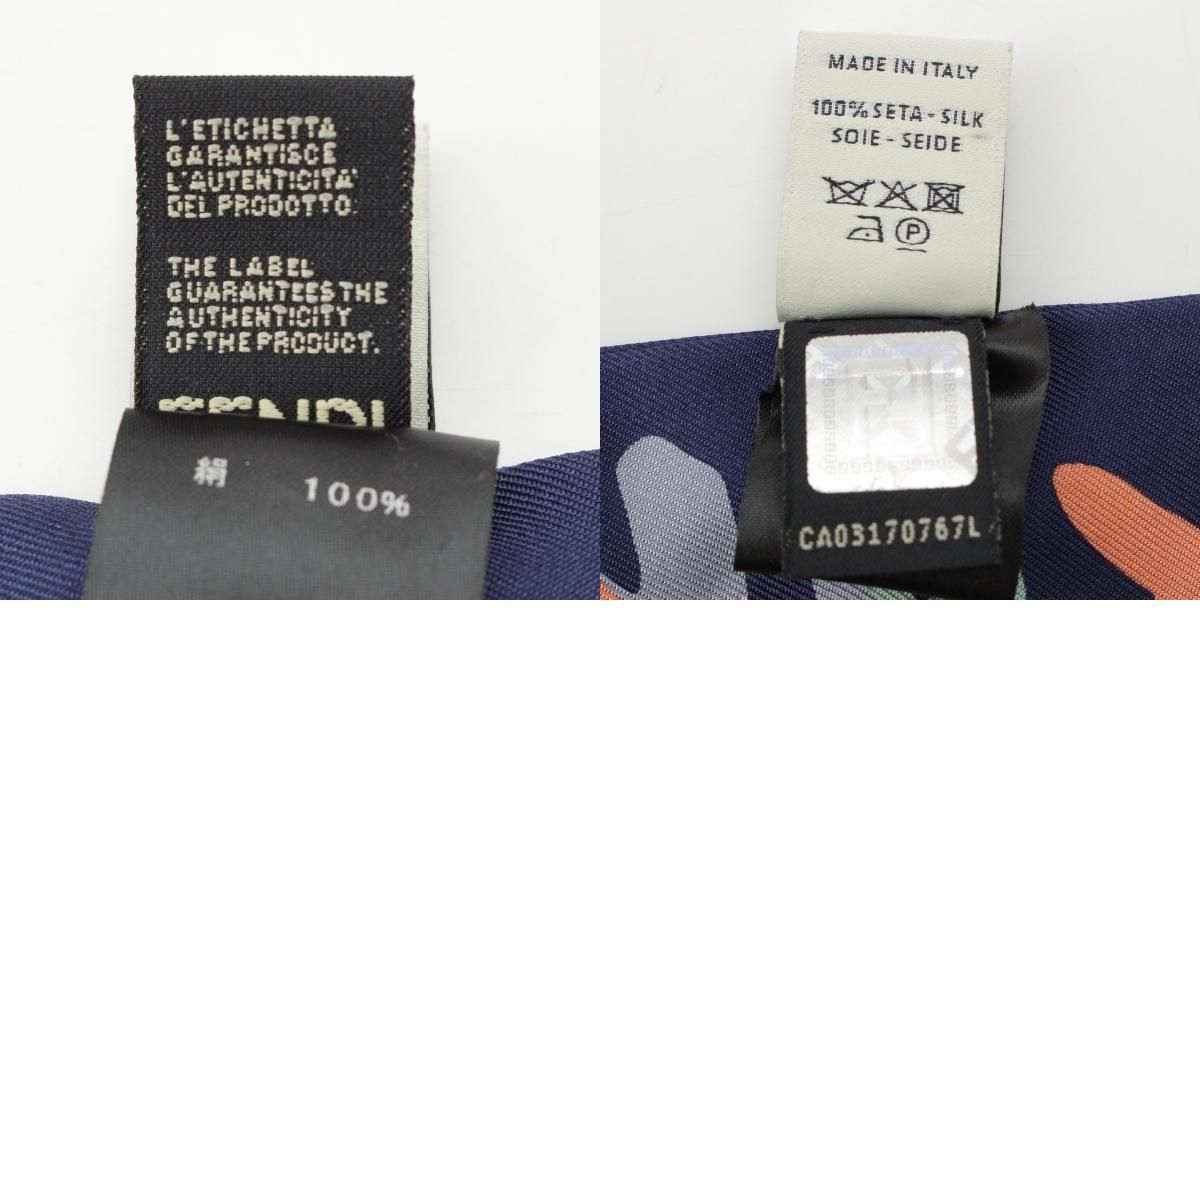 L'ETICHETTA
GARANTISCE
L'AUTENTICITA'
DEL PRODOTTO.
THE LABEL
GUARANTEES THE
AUTHENTICITY
OF THE PRODUCT.
FENDI
絹 100%
MADE IN ITALY
100% SETA - SILK
SOIE - SEIDE
P
CA03170767L